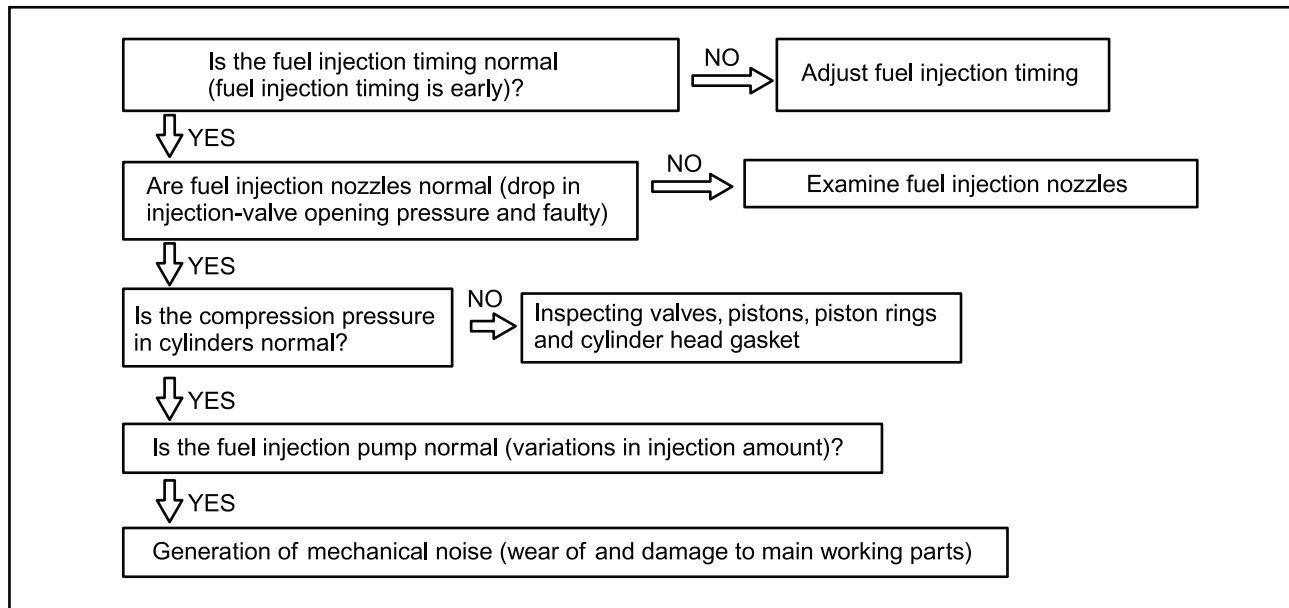 Is the fuel injection timing normal
(fuel injection timing is early)?
NO
Adjust fuel injection timing
YES
Are fuel injection nozzles normal (drop in
injection-valve opening pressure and faulty)
NO
Examine fuel injection nozzles
YES
Is the compression pressure
in cylinders normal?
NO
Inspecting valves, pistons, piston rings
and cylinder head gasket
YES
Is the fuel injection pump normal (variations in injection amount)?
YES
Generation of mechanical noise (wear of and damage to main working parts)